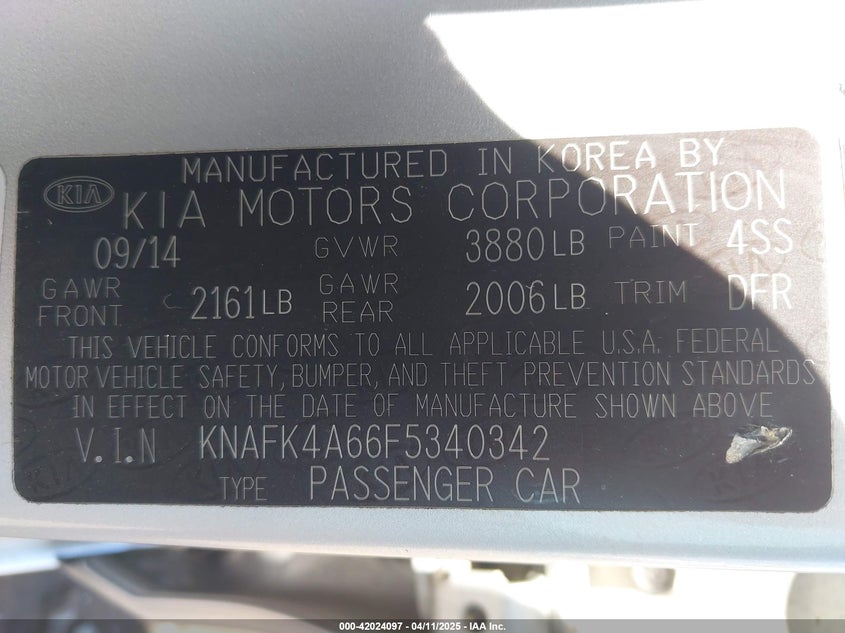 MANUFACTURED IN KOREA BY
KIA KIA MOTORS CORPORATION
09/14 GVWR 3880LB PAINT 4SS
GAWR FRONT 2161LB GAWR REAR 2006LB TRIM DFR
THIS VEHICLE CONFORMS TO ALL APPLICABLE U.S.A. FEDERAL
MOTOR VEHICLE SAFETY, BUMPER, AND THEFT PREVENTION STANDARDS
IN EFFECT ON THE DATE OF MANUFACTURE SHOWN ABOVE
V.I.N KNAFK4A66F5340342
TYPE PASSENGER CAR
000-42024097 - 04/11/2025 - IAA Inc.